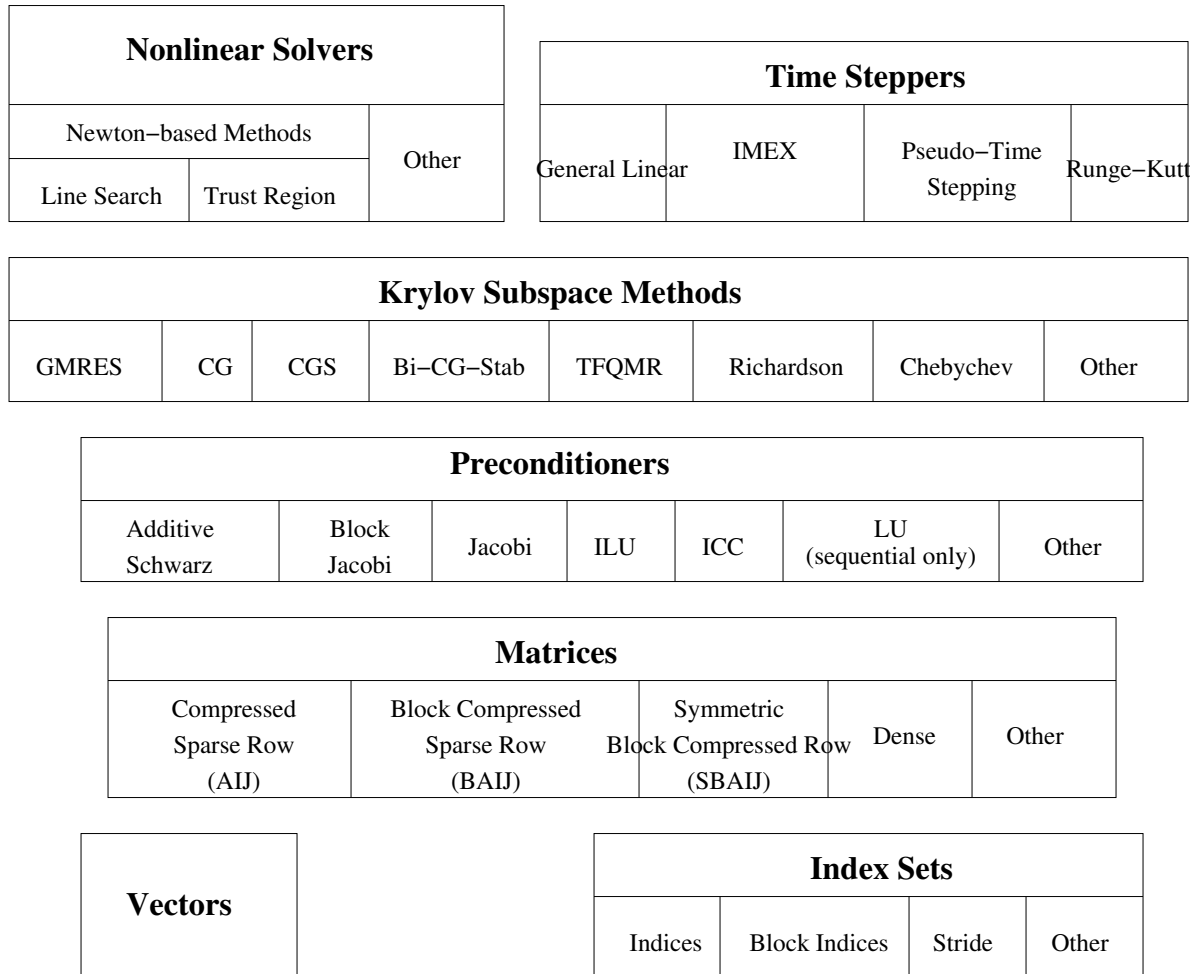 Nonlinear Solvers
Newton−based Methods
Line Search
Trust Region
Other
Time Steppers
General Linear
IMEX
Pseudo−Time
Stepping
Runge−Kutt
Krylov Subspace Methods
GMRES
CG
CGS
Bi−CG−Stab
TFQMR
Richardson
Chebychev
Other
Preconditioners
Additive
Schwarz
Block
Jacobi
Jacobi
ILU
ICC
LU
(sequential only)
Other
Matrices
Compressed
Sparse Row
(AIJ)
Block Compressed
Sparse Row
(BAIJ)
Symmetric
Block Compressed Row
(SBAIJ)
Dense
Other
Vectors
Index Sets
Indices
Block Indices
Stride
Other